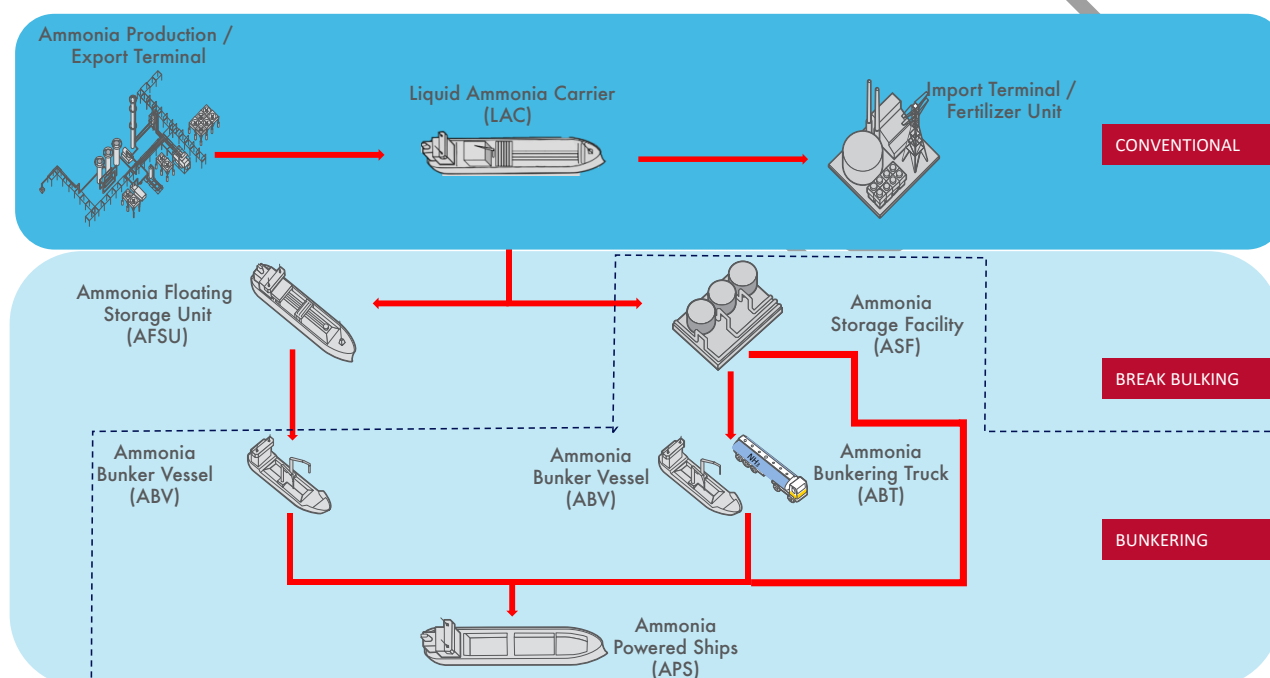 Ammonia Production /
Export Terminal
Liquid Ammonia Carrier
(LAC)
Import Terminal /
Fertilizer Unit
CONVENTIONAL
Ammonia Floating
Storage Unit
(AFSU)
Ammonia
Storage Facility
(ASF)
BREAK BULKING
Ammonia
Bunker Vessel
(ABV)
Ammonia
Bunker Vessel
(ABV)
NH₃
Ammonia
Bunkering Truck
(ABT)
BUNKERING
Ammonia
Powered Ships
(APS)